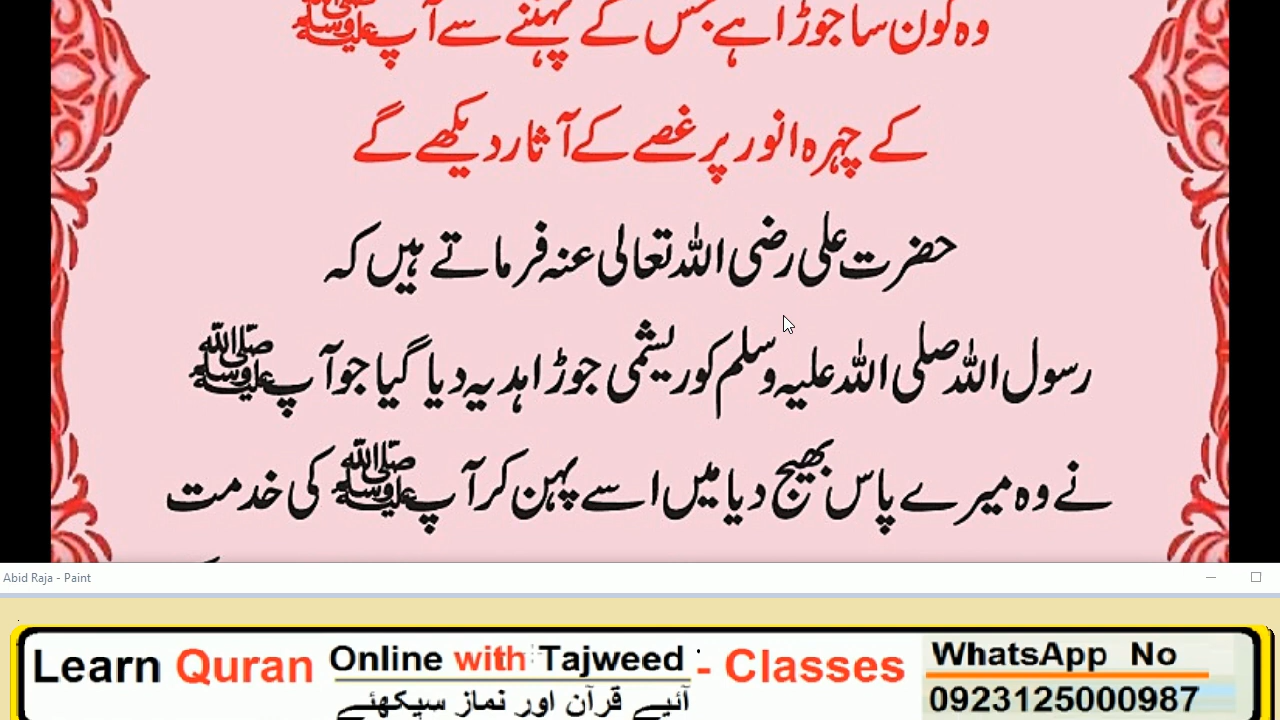 وہ کون سا جوڑا ہے جس کے پہننے سے آپ ﷺ
کے چہرہ انور پر غصے کے آثار دیکھے گے
حضرت علی رضی اللہ تعالی عنہ فرماتے ہیں کہ
رسول اللہ صلی اللہ علیہ وسلم کو ریشمی جوڑا ہدیہ دیا گیا جو آپ ﷺ
نے وہ میرے پاس بھیج دیا میں اسے پہن کر آپ ﷺ کی خدمت
Abid Raja - Paint
Learn Quran Online with Tajweed - Classes
آئیے قرآن اور نماز سیکھئے
WhatsApp No
0923125000987